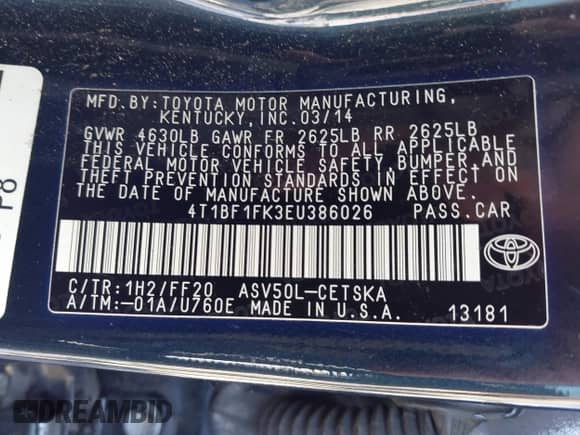 MFD.BY:TOYOTA MOTOR MANUFACTURING,
KENTUCKY,INC.03/14
GVWR 4630LB GAWR FR 2625LB RR 2625LB
THIS VEHICLE CONFORMS TO ALL APPLICABLE
FEDERAL MOTOR VEHICLE SAFETY, BUMPER,AND
THEFT PREVENTION STANDARDS IN EFFECT ON
THE DATE OF MANUFACTURE SHOWN ABOVE.
4T1BF1FK3EU386026 PASS.CAR
C/TR:1H2/FF20 ASV50L-CETSKA
A/TM:-01A/U760E MADE IN U.S.A. 13181
P8
DREAMBID